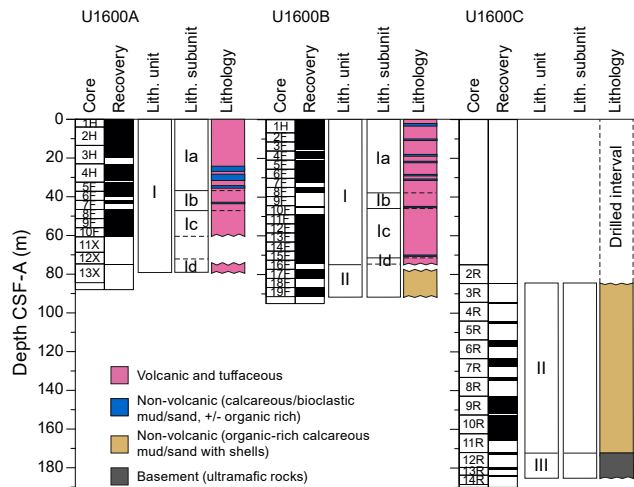 U1600A U1600B U1600C
Core Recovery Lith. unit Lith. subunit Lithology Core Recovery Lith. unit Lith. subunit Lithology Core Recovery Lith. unit Lith. subunit Lithology
Depth CSF-A (m)
0
20
40
60
80
100
120
140
160
180
1H
2H
3H
4H
5F
6F
7F
8F
9F
10F
11X
12X
13X
I
Ia
Ib
Ic
Id
1H
2F
3F
4F
5F
6F
7F
8F
9F
10F
11F
12F
13F
14F
15F
16F
17F
18F
19F
I
II
Ia
Ib
Ic
Id
2R
3R
4R
5R
6R
7R
8R
9R
10R
11R
12R
13R
14R
II
III
Drilled interval
Volcanic and tuffaceous
Non-volcanic (calcareous/bioclastic
mud/sand, +/- organic rich)
Non-volcanic (organic-rich calcareous
mud/sand with shells)
Basement (ultramafic rocks)